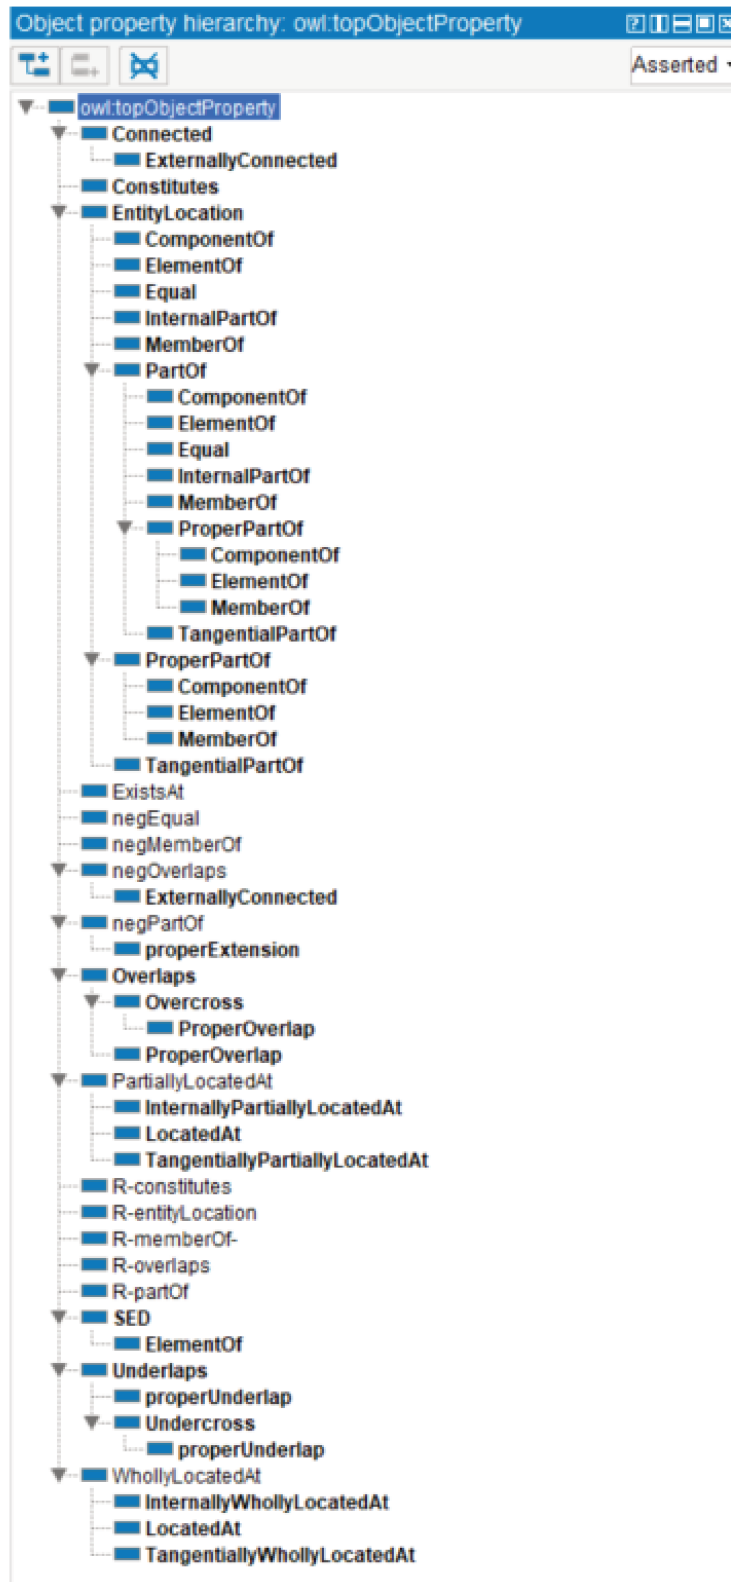 Object property hierarchy: owl:topObjectProperty
Asserted
owl:topObjectProperty
Connected
ExternallyConnected
Constitutes
EntityLocation
ComponentOf
ElementOf
Equal
InternalPartOf
MemberOf
PartOf
ComponentOf
ElementOf
Equal
InternalPartOf
MemberOf
ProperPartOf
ComponentOf
ElementOf
MemberOf
TangentialPartOf
ProperPartOf
ComponentOf
ElementOf
MemberOf
TangentialPartOf
ExistsAt
negEqual
negMemberOf
negOverlaps
ExternallyConnected
negPartOf
properExtension
Overlaps
Overcross
ProperOverlap
ProperOverlap
PartiallyLocatedAt
InternallyPartiallyLocatedAt
LocatedAt
TangentiallyPartiallyLocatedAt
R-constitutes
R-entityLocation
R-memberOf-
R-overlaps
R-partOf
SED
ElementOf
Underlaps
properUnderlap
Undercross
properUnderlap
WhollyLocatedAt
InternallyWhollyLocatedAt
LocatedAt
TangentiallyWhollyLocatedAt